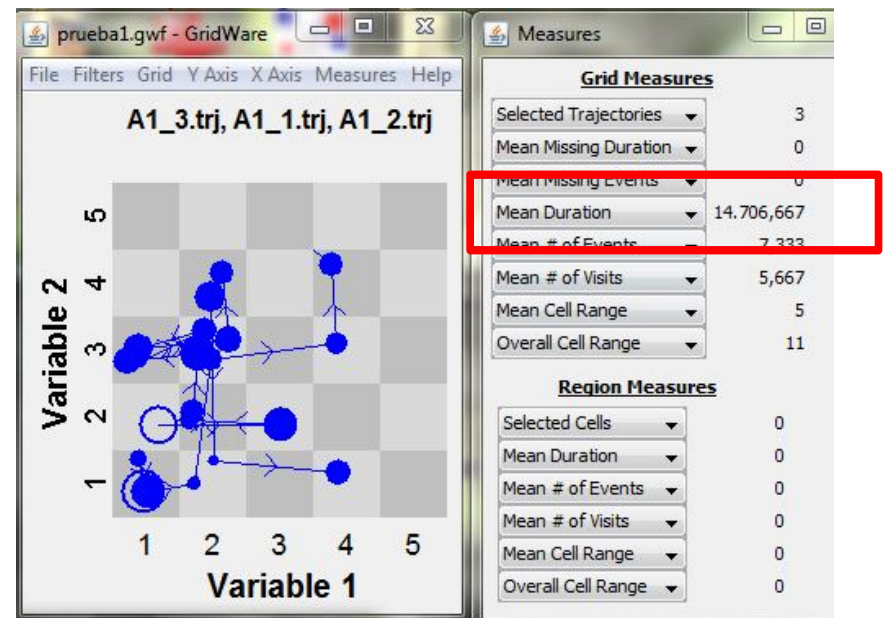 prueba1.gwf - GridWare
File Filters Grid Y Axis X Axis Measures Help
A1_3.trj, A1_1.trj, A1_2.trj
Variable 2
5
4
3
2
1
1 2 3 4 5
Variable 1
Measures
Grid Measures
Selected Trajectories 3
Mean Missing Duration 0
Mean Missing Events 0
Mean Duration 14.706,667
Mean # of Events 7,333
Mean # of Visits 5,667
Mean Cell Range 5
Overall Cell Range 11
Region Measures
Selected Cells 0
Mean Duration 0
Mean # of Events 0
Mean # of Visits 0
Mean Cell Range 0
Overall Cell Range 0